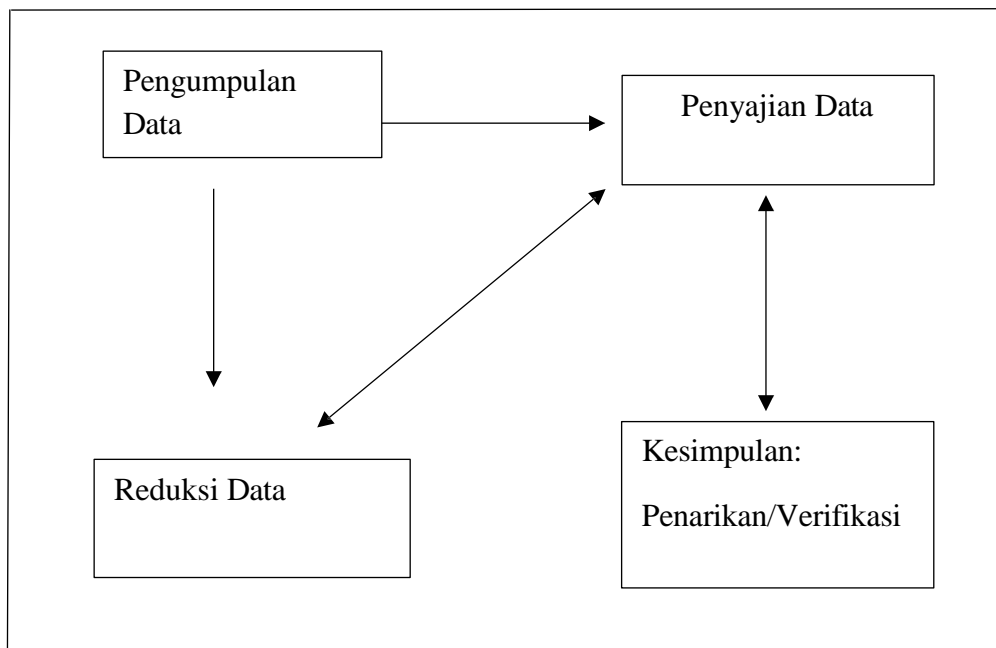 Pengumpulan
Data
Penyajian Data
Reduksi Data
Kesimpulan:
Penarikan/Verifikasi